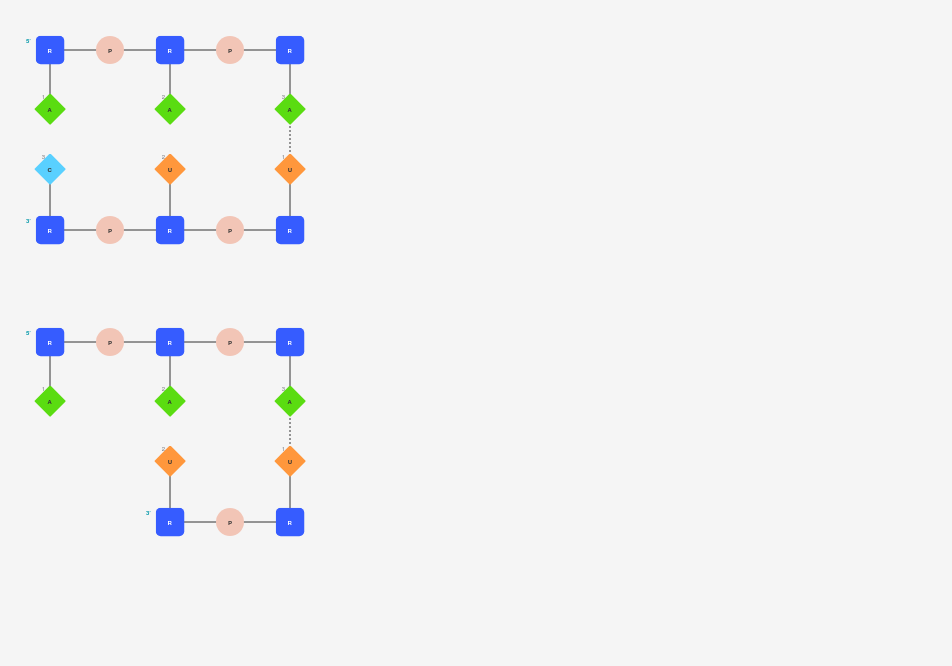 5'
R P R P R
1 2 3
A A A
3 2 1
C U U
3'
R P R P R
5'
R P R P R
1 2 3
A A A
2 1
U U
3'
R P R